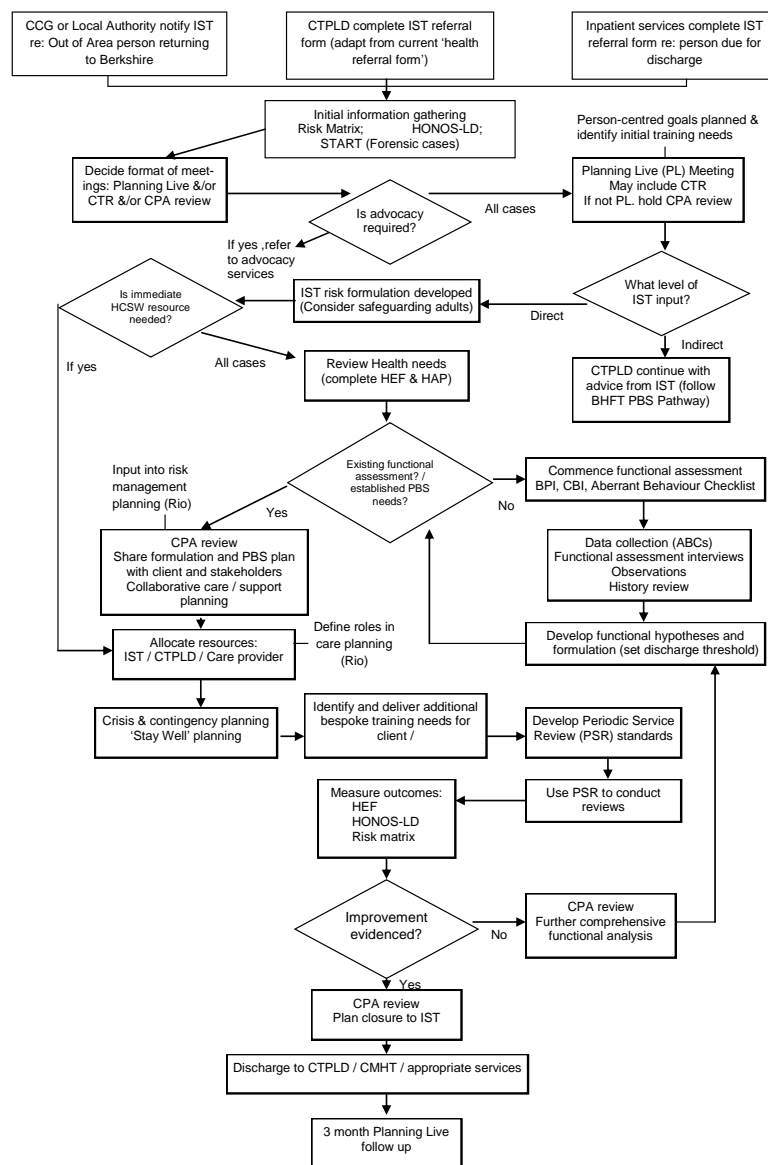 CCG or Local Authority notify IST
re: Out of Area person returning
to Berkshire
CTPLD complete IST referral
form (adapt from current ‘health
referral form’)
Inpatient services complete IST
referral form re: person due for
discharge
Initial information gathering
Risk Matrix; HONOS-LD;
START (Forensic cases)
Person-centred goals planned &
identify initial training needs
Decide format of meet-
ings: Planning Live &/or
CTR &/or CPA review
Is advocacy
required?
All cases
Planning Live (PL) Meeting
May include CTR
If not PL. hold CPA review
If yes ,refer
to advocacy
services
What level of
IST input?
Is immediate
HCSW resource
needed?
IST risk formulation developed
(Consider safeguarding adults)
Direct
Indirect
If yes
All cases
Review Health needs
(complete HEF & HAP)
CTPLD continue with
advice from IST (follow
BHFT PBS Pathway)
Input into risk
management
planning (Rio)
Existing functional
assessment? /
established PBS
needs?
Yes
No
Commence functional assessment
BPI, CBI, Aberrant Behaviour Checklist
CPA review
Share formulation and PBS plan
with client and stakeholders
Collaborative care / support
planning
Data collection (ABCs)
Functional assessment interviews
Observations
History review
Allocate resources:
IST / CTPLD / Care provider
Define roles in
care planning
(Rio)
Develop functional hypotheses and
formulation (set discharge threshold)
Crisis & contingency planning
‘Stay Well’ planning
Identify and deliver additional
bespoke training needs for
client /
Develop Periodic Service
Review (PSR) standards
Measure outcomes:
HEF
HONOS-LD
Risk matrix
Use PSR to conduct
reviews
Improvement
evidenced?
No
CPA review
Further comprehensive
functional analysis
Yes
CPA review
Plan closure to IST
Discharge to CTPLD / CMHT / appropriate services
3 month Planning Live
follow up